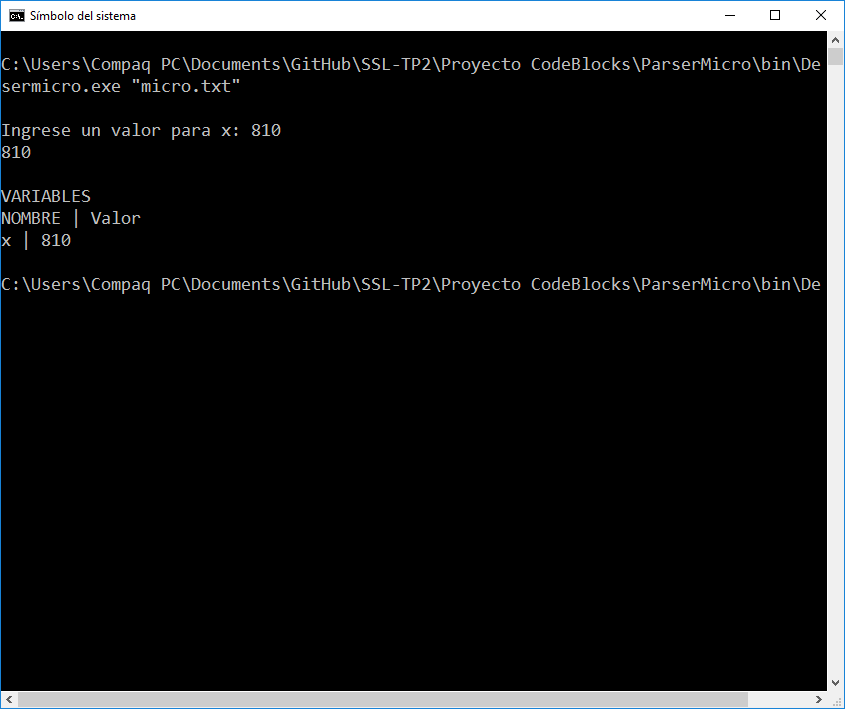 Símbolo del sistema
C:\Users\Compaq PC\Documents\GitHub\SSL-TP2\Proyecto CodeBlocks\ParserMicro\bin\De
sermicro.exe "micro.txt"
Ingrese un valor para x: 810
810
VARIABLES
NOMBRE | Valor
x | 810
C:\Users\Compaq PC\Documents\GitHub\SSL-TP2\Proyecto CodeBlocks\ParserMicro\bin\De